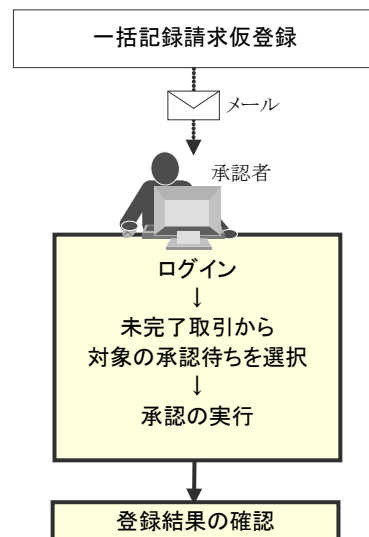 一括記録請求仮登録
メール
承認者
ログイン
↓
未完了取引から
対象の承認待ちを選択
↓
承認の実行
登録結果の確認